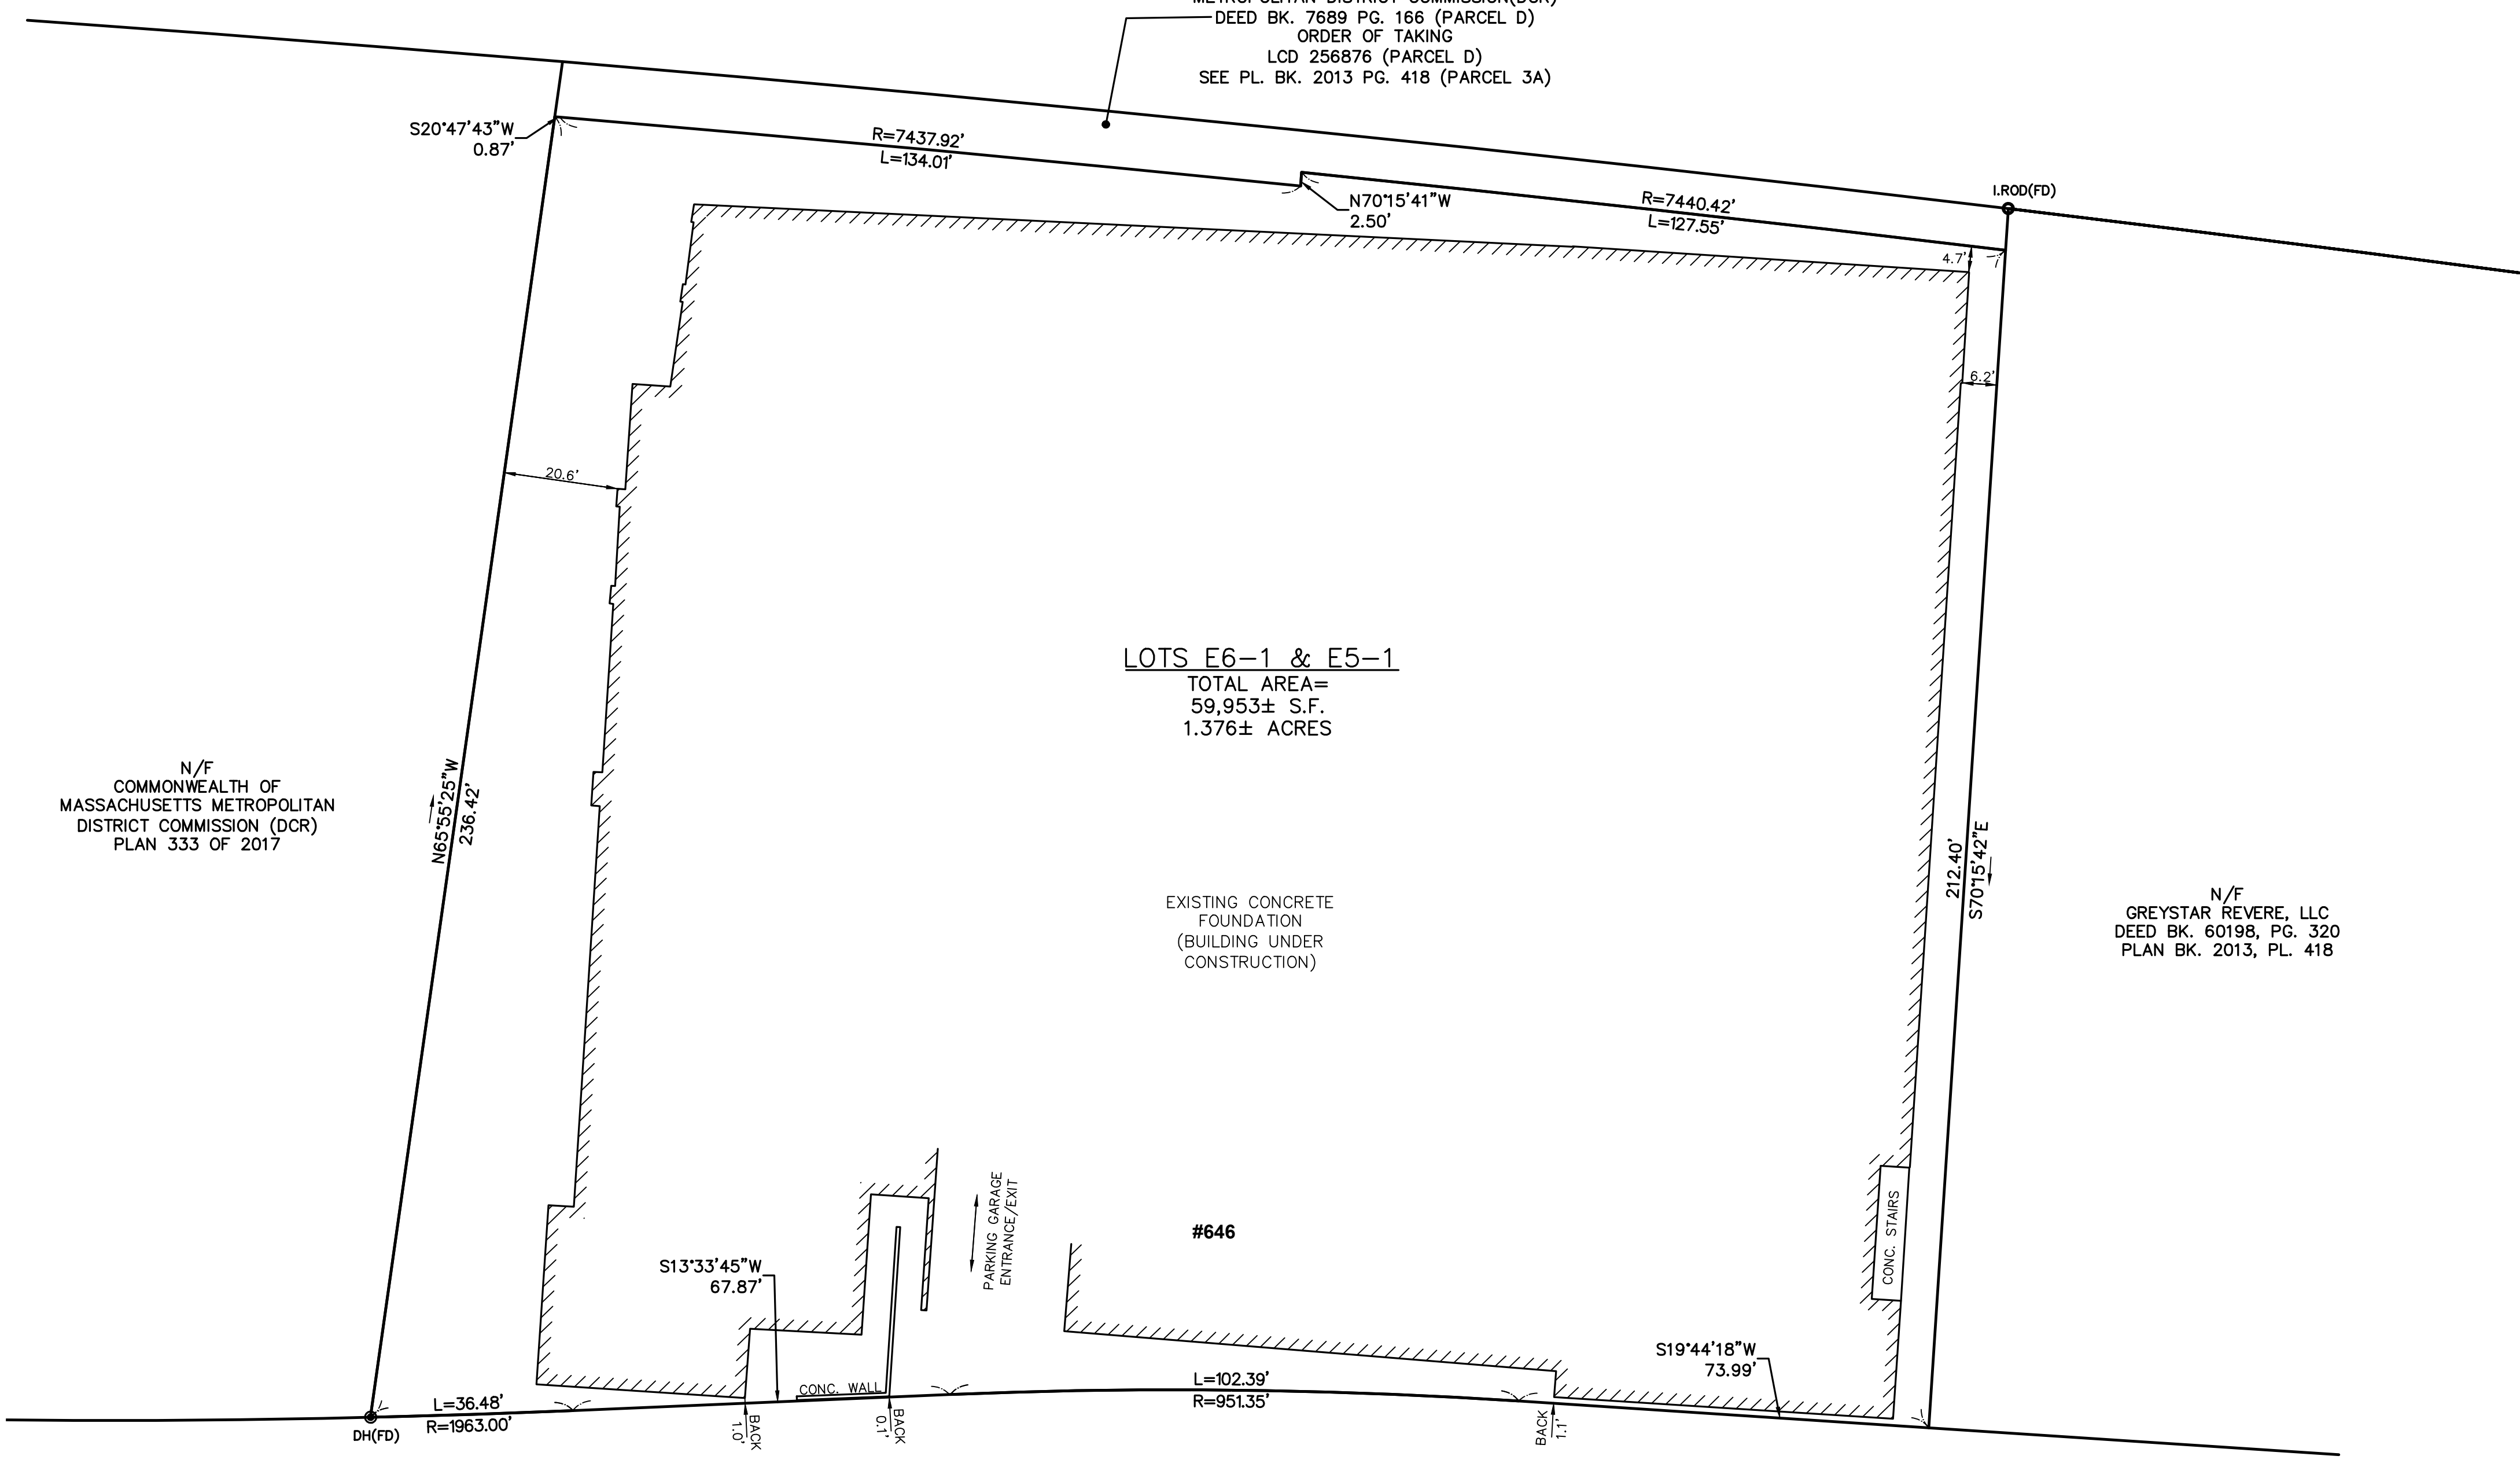 METROPOLITAN DISTRICT COMMISSION(DCR)
DEED BK. 7689 PG. 166 (PARCEL D)
ORDER OF TAKING
LCD 256876 (PARCEL D)
SEE PL. BK. 2013 PG. 418 (PARCEL 3A)
S20°47'43"W
0.87'
R=7437.92'
L=134.01'
N70°15'41"W
2.50'
R=7440.42'
L=127.55'
I.ROD(FD)
4.7'
6.2'
20.6'
LOTS E6-1 & E5-1
TOTAL AREA=
59,953± S.F.
1.376± ACRES
N/F
COMMONWEALTH OF
MASSACHUSETTS METROPOLITAN
DISTRICT COMMISSION (DCR)
PLAN 333 OF 2017
N65°55'25"W
236.42'
EXISTING CONCRETE
FOUNDATION
(BUILDING UNDER
CONSTRUCTION)
212.40'
S70°15'42"E
N/F
GREYSTAR REVERE, LLC
DEED BK. 60198, PG. 320
PLAN BK. 2013, PL. 418
PARKING GARAGE
ENTRANCE/EXIT
#646
CONC. STAIRS
S13°33'45"W
67.87'
S19°44'18"W
73.99'
CONC. WALL
L=36.48'
R=1963.00'
DH(FD)
L=102.39'
R=951.35'
BACK
1.0'
BACK
0.1'
BACK
1.1'